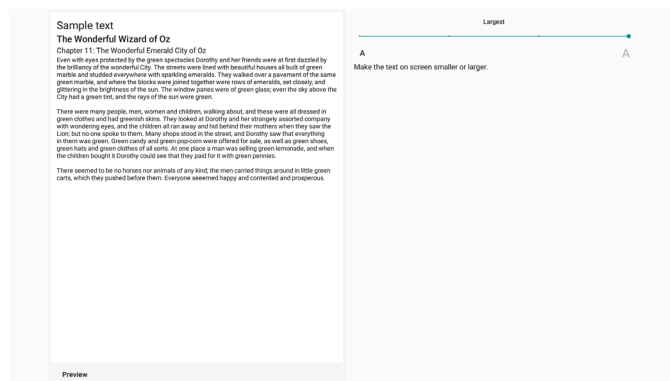 Sample text
The Wonderful Wizard of Oz
Chapter 11: The Wonderful Emerald City of Oz
Even with eyes protected by the green spectacles Dorothy and her friends were at first dazzled by
the brilliancy of the wonderful City. The streets were lined with beautiful houses all built of green
marble and studded everywhere with sparkling emeralds. They walked over a pavement of the same
green marble, and where the blocks were joined together were rows of emeralds, set closely, and
glittering in the brightness of the sun. The window panes were of green glass; even the sky above the
City had a green tint, and the rays of the sun were green.
There were many people, men, women and children, walking about, and these were all dressed in
green clothes and had greenish skins. They looked at Dorothy and her strangely assorted company
with wondering eyes, and the children all ran away and hid behind their mothers when they saw the
Lion; but no one spoke to them. Many shops stood in the street, and Dorothy saw that everything
in them was green. Green candy and green pop-corn were offered for sale, as well as green shoes,
green hats and green clothes of all sorts. At one place a man was selling green lemonade, and when
the children bought it Dorothy could see that they paid for it with green pennies.
There seemed to be no horses nor animals of any kind; the men carried things around in little green
carts, which they pushed before them. Everyone seeemed happy and contented and prosperous.
Preview
Largest
A A
Make the text on screen smaller or larger.